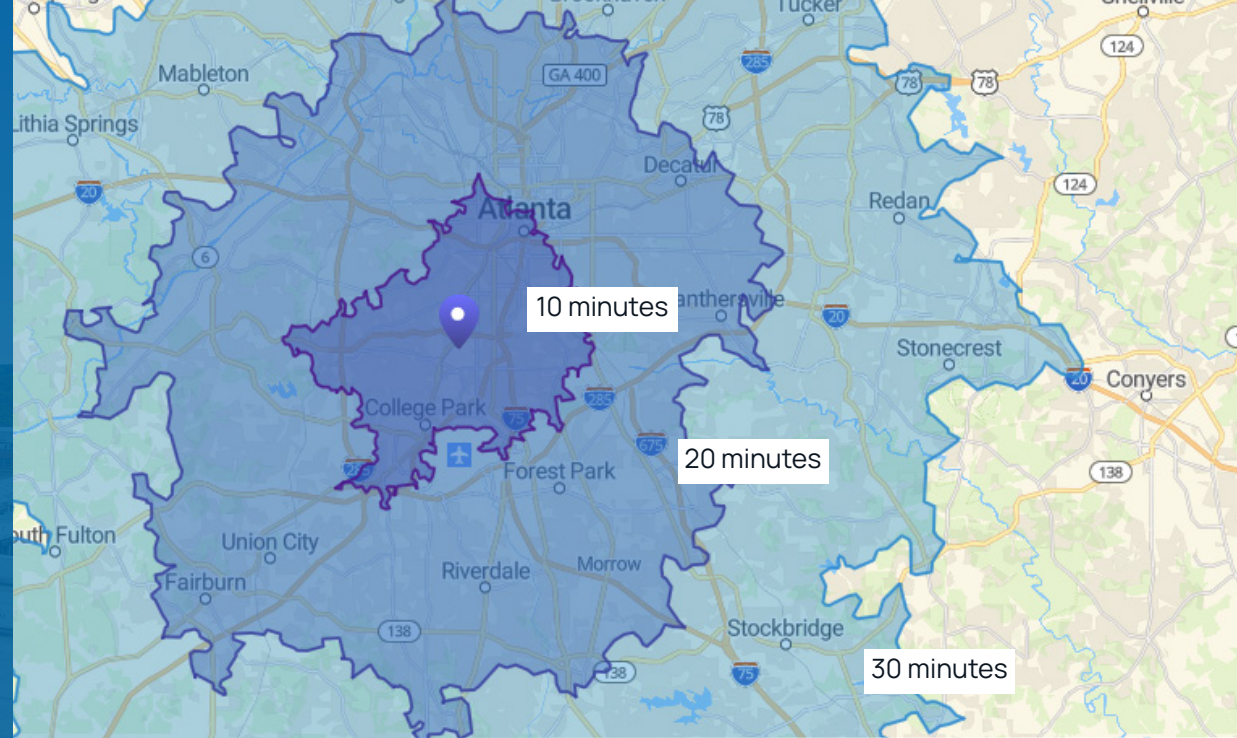 Tucker
124
GA 400
285
Mableton
78
78
Lithia Springs
78
Decatur
20
124
Redan
Atlanta
6
10 minutes
anthersville
20
Stonecrest
20
Conyers
285
College Park
75
675
20 minutes
138
285
Forest Park
outh Fulton
Union City
Morrow
Riverdale
Fairburn
138
Stockbridge
30 minutes
138
75